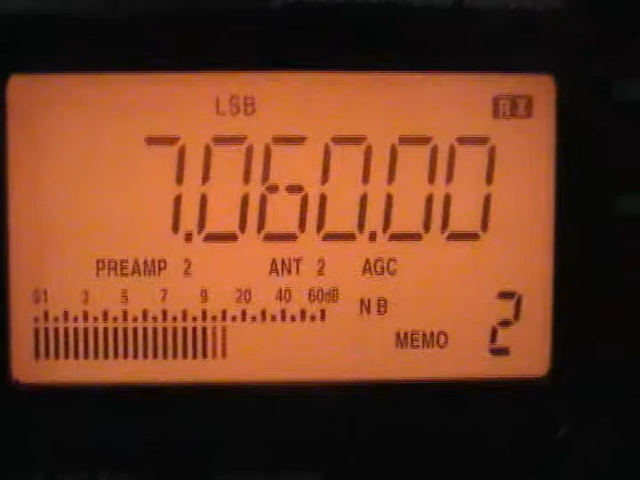 LSB RX
7.060.00
PREAMP 2 ANT 2 AGC
S1 3 5 7 9 20 40 60dB
NB
MEMO 2